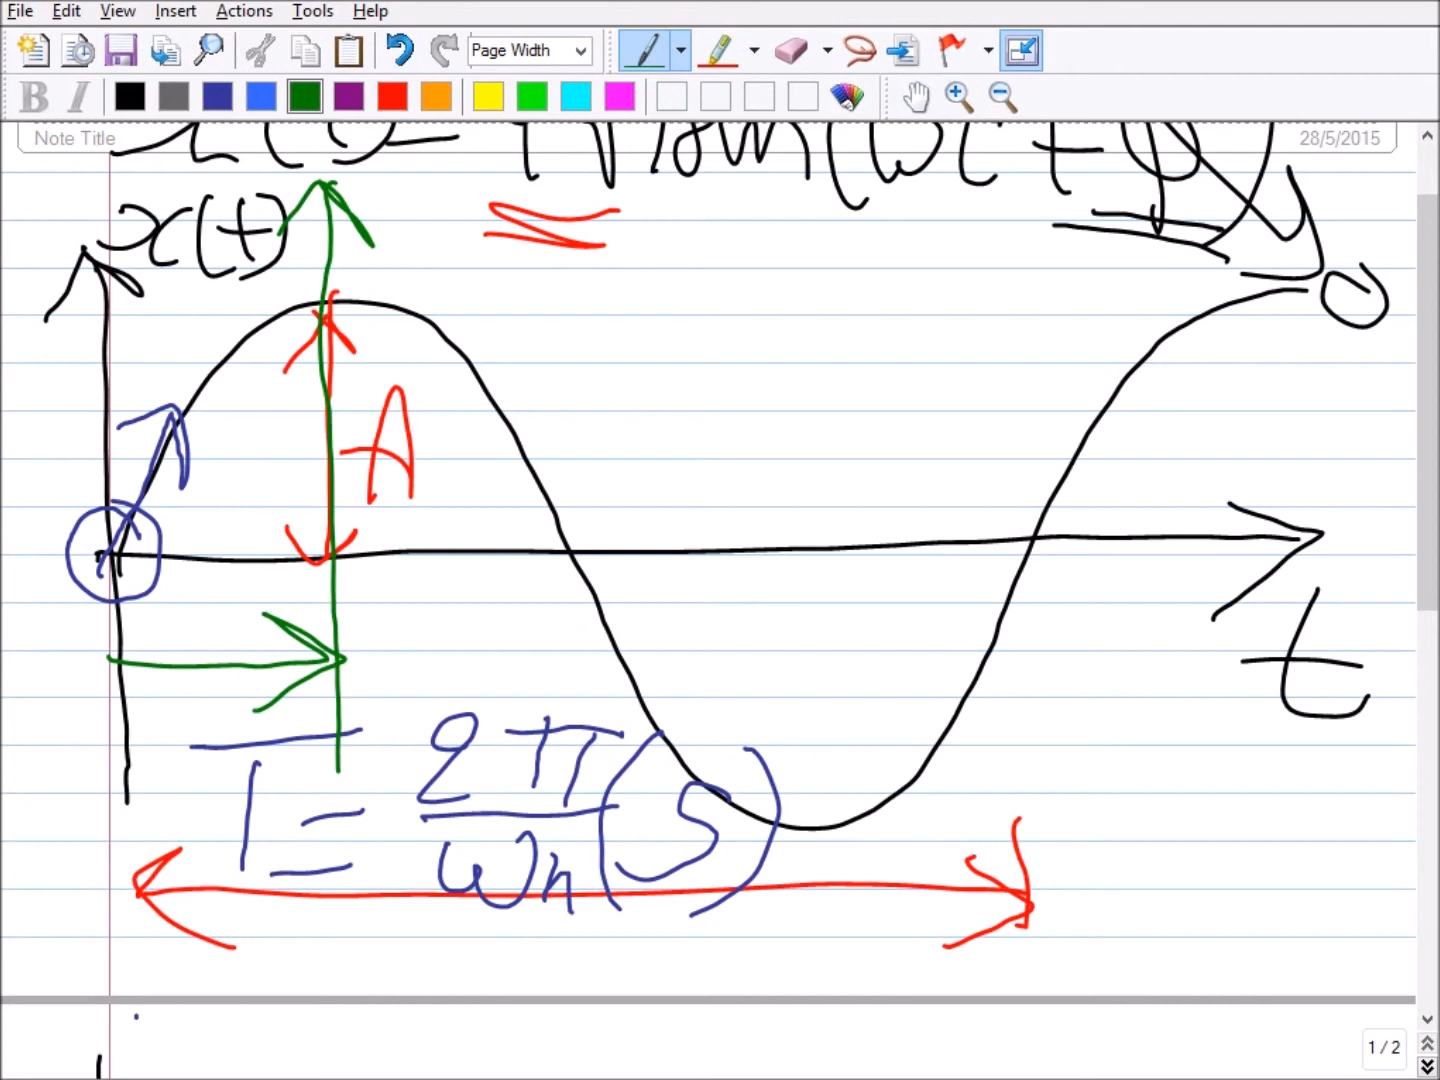 File Edit View Insert Actions Tools Help
Page Width
B I
Note Title
28/5/2015
x(t)= A sin(ωt+
x(t)
A
t
T = 2π/ωn (s)
1 / 2